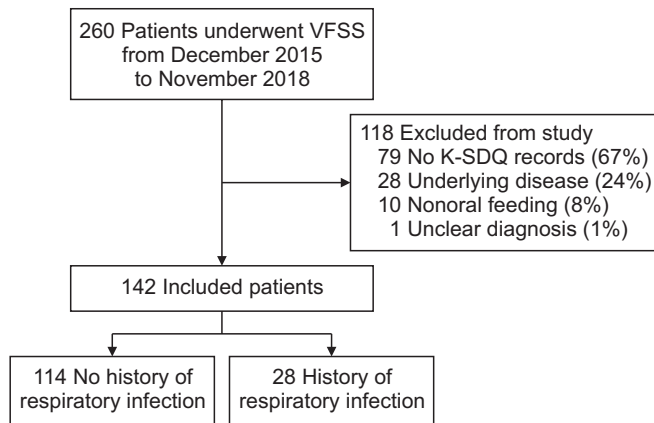 260 Patients underwent VFSS
from December 2015
to November 2018
118 Excluded from study
79 No K-SDQ records (67%)
28 Underlying disease (24%)
10 Nonoral feeding (8%)
1 Unclear diagnosis (1%)
142 Included patients
114 No history of
respiratory infection
28 History of
respiratory infection